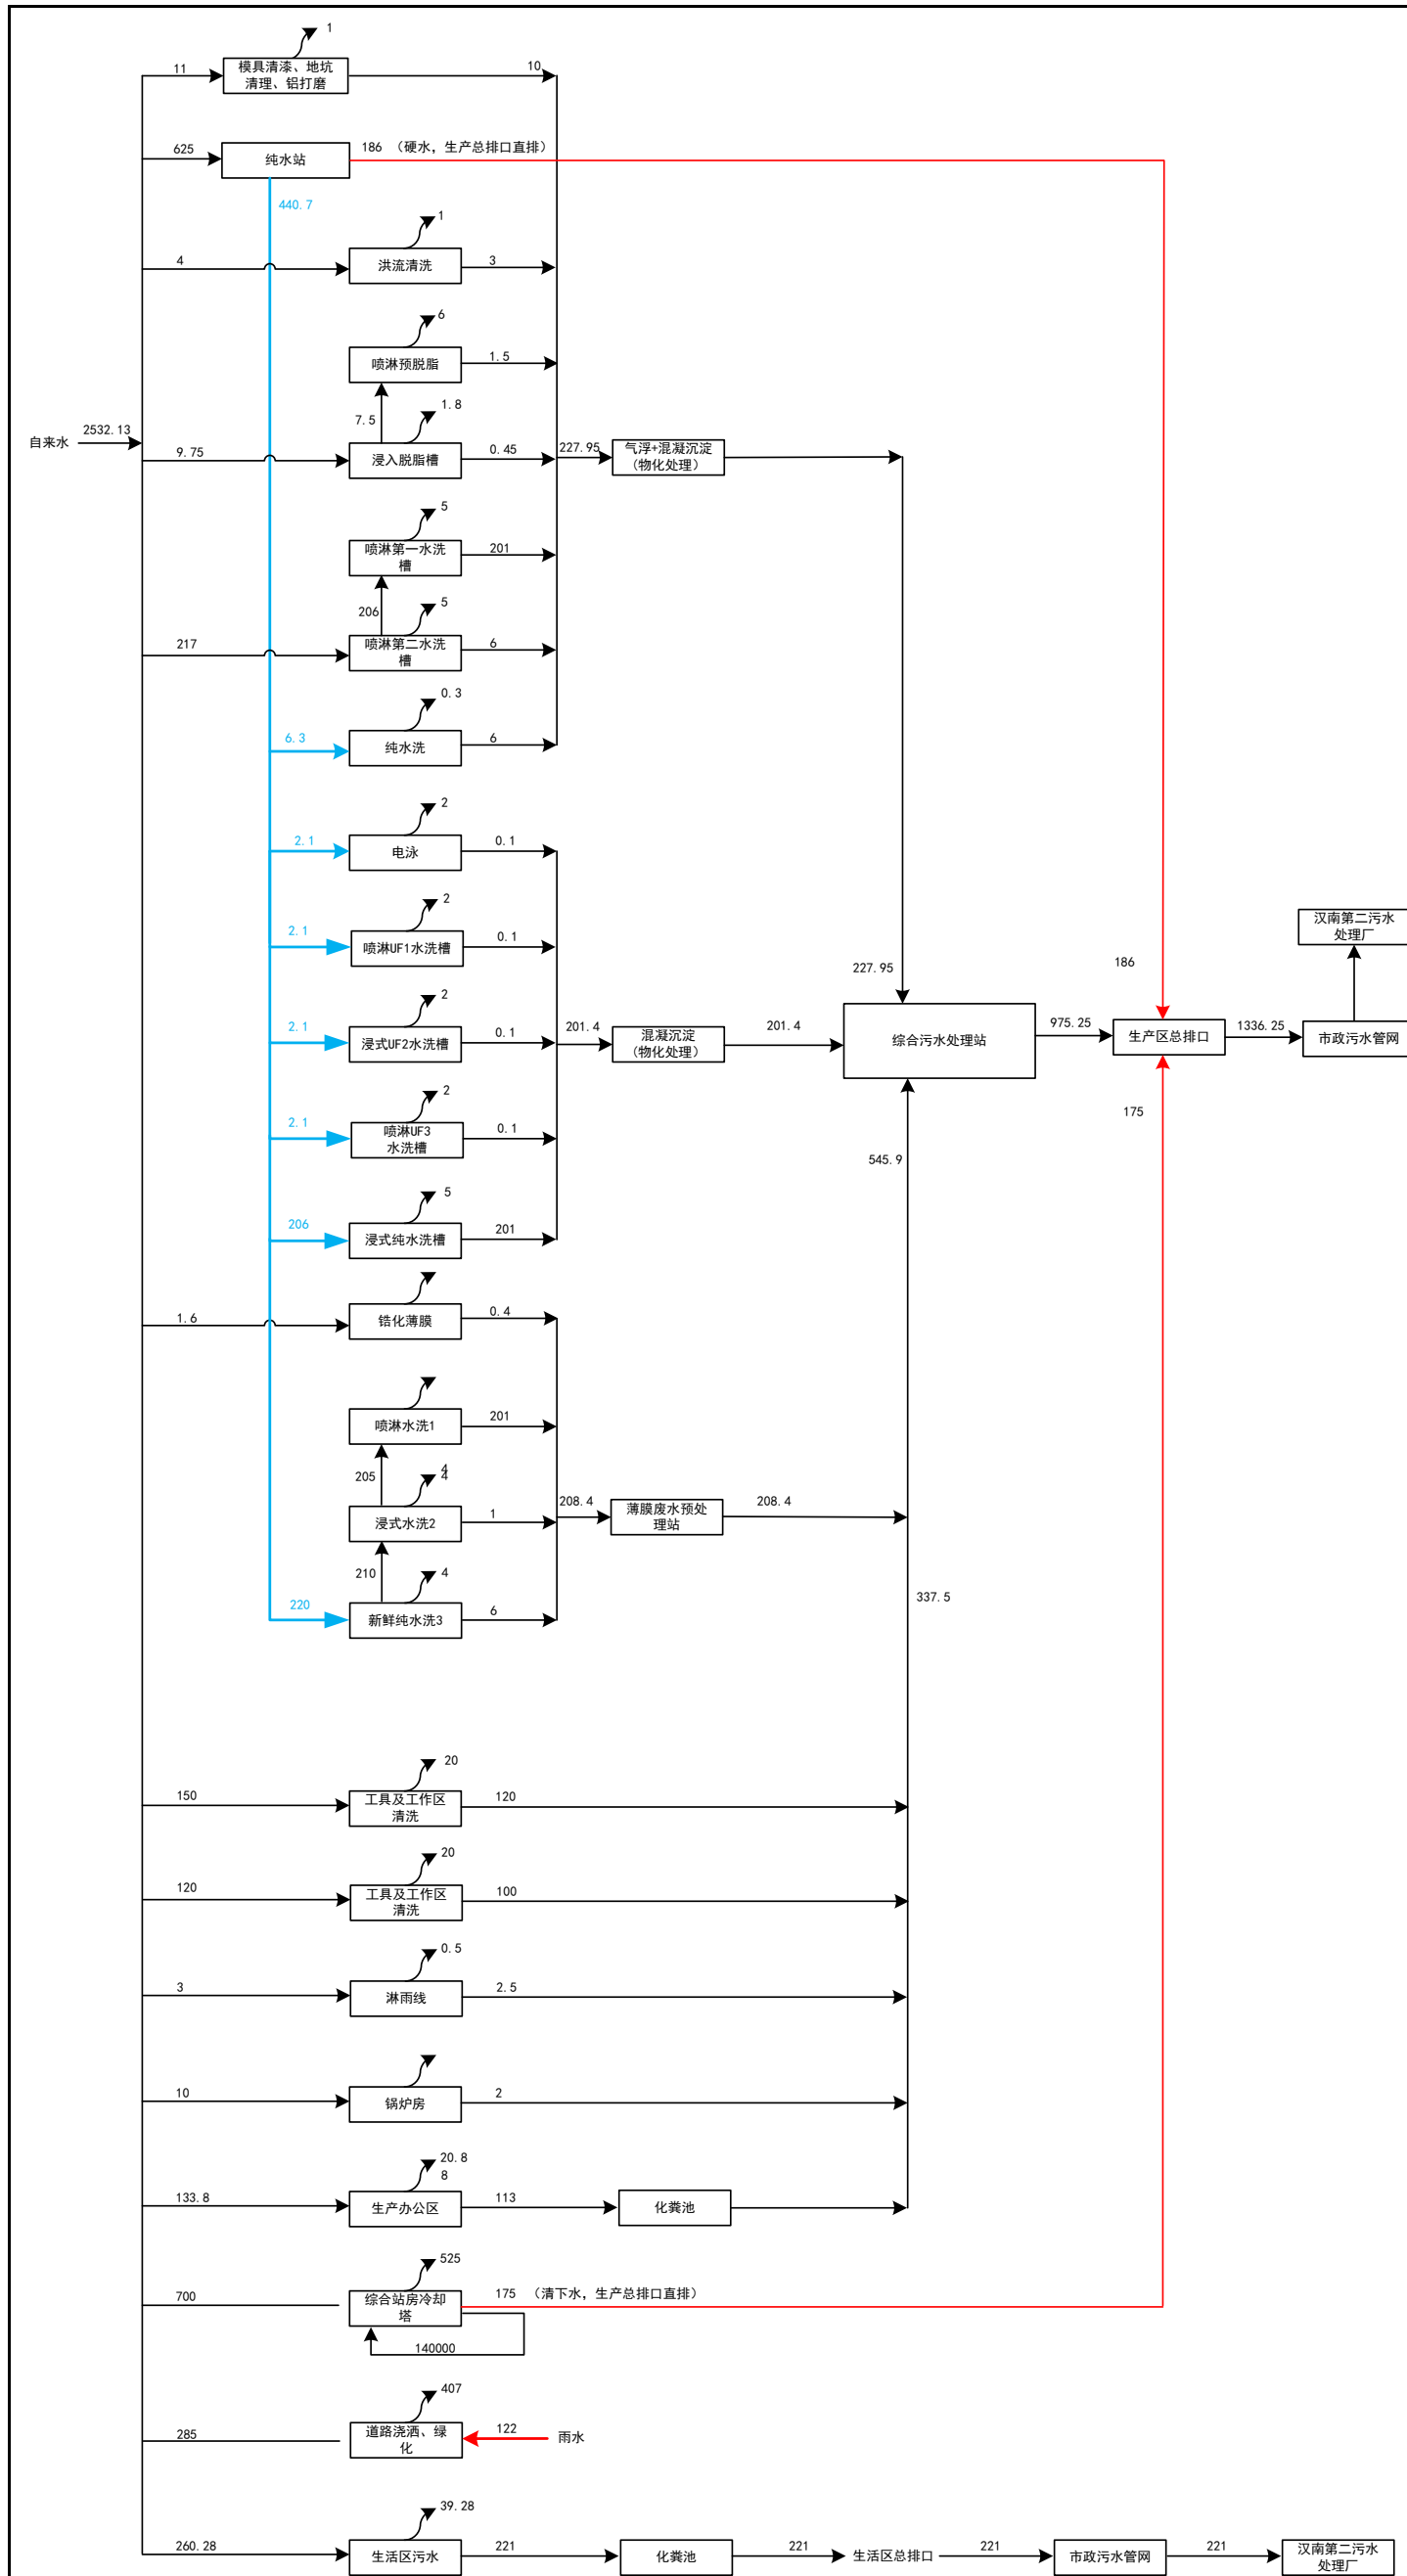 1
11
模具清漆、地坑
清理、铝打磨
10
625
纯水站
186 （硬水，生产总排口直排）
440.7
1
4
洪流清洗
3
6
喷淋预脱脂
1.5
7.5
1.8
自来水
2532.13
9.75
浸入脱脂槽
0.45
227.95
气浮+混凝沉淀
（物化处理）
5
喷淋第一水洗
槽
201
206
5
217
喷淋第二水洗
槽
6
0.3
6.3
纯水洗
6
2
2.1
电泳
0.1
2
2.1
喷淋UF1水洗槽
0.1
汉南第二污水
处理厂
227.95
186
2
2.1
浸式UF2水洗槽
0.1
201.4
混凝沉淀
（物化处理）
201.4
综合污水处理站
975.25
生产区总排口
1336.25
市政污水管网
2
2.1
喷淋UF3
水洗槽
0.1
175
545.9
5
206
浸式纯水洗槽
201
1.6
锆化薄膜
0.4
喷淋水洗1
201
205
4
4
浸式水洗2
1
208.4
薄膜废水预处
理站
208.4
210
4
220
新鲜纯水洗3
6
337.5
20
150
工具及工作区
清洗
120
20
120
工具及工作区
清洗
100
0.5
3
淋雨线
2.5
10
锅炉房
2
20.8
8
133.8
生产办公区
113
化粪池
525
700
综合站房冷却
塔
175 （清下水，生产总排口直排）
140000
407
285
道路浇洒、绿
化
122
雨水
39.28
260.28
生活区污水
221
化粪池
221
生活区总排口
221
市政污水管网
221
汉南第二污水
处理厂